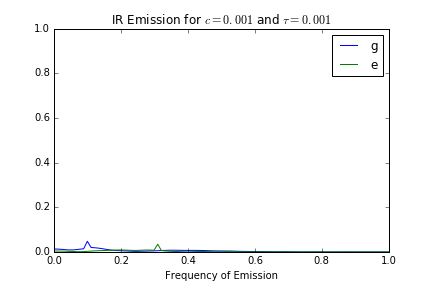 IR Emission for c = 0.001 and τ = 0.001
1.0
g
e
0.8
0.6
0.4
0.2
0.0
0.0 0.2 0.4 0.6 0.8 1.0
Frequency of Emission